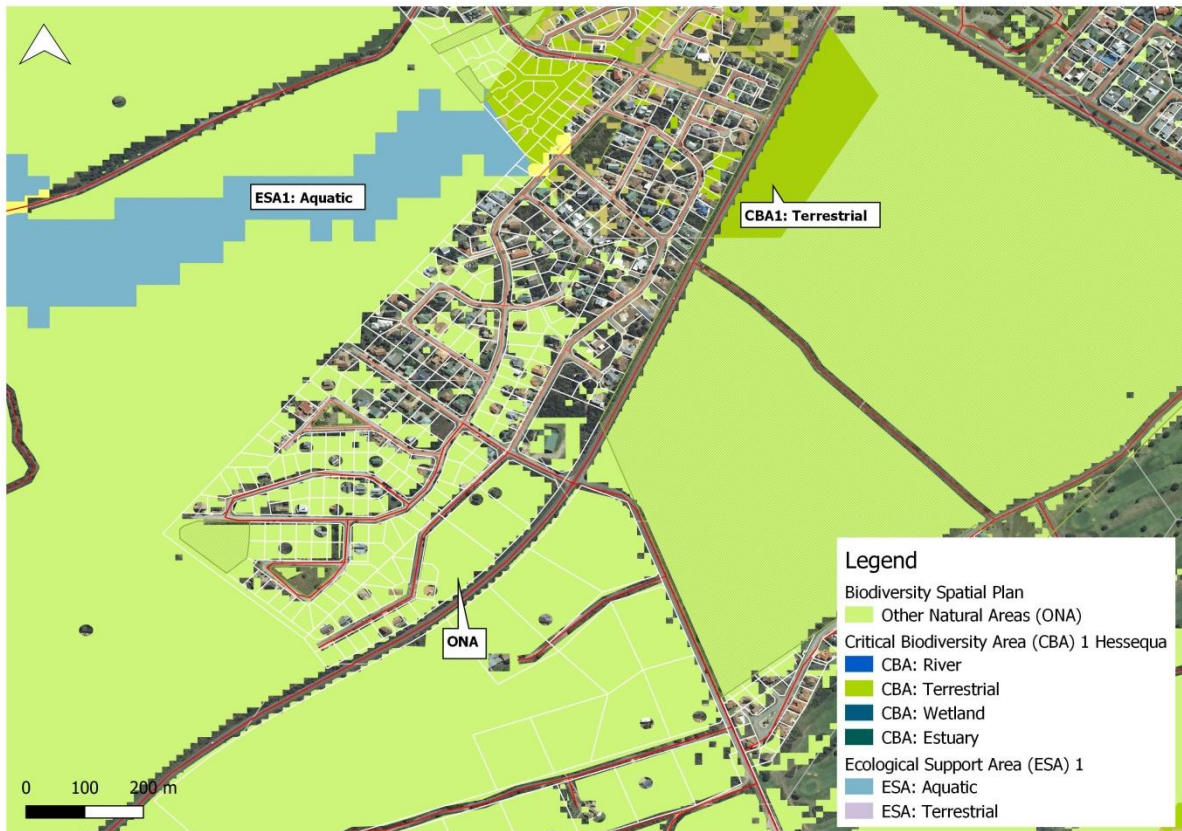 ESA1: Aquatic
CBA1: Terrestrial
ONA
Legend
Biodiversity Spatial Plan
Other Natural Areas (ONA)
Critical Biodiversity Area (CBA) 1 Hessequa
CBA: River
CBA: Terrestrial
CBA: Wetland
CBA: Estuary
Ecological Support Area (ESA) 1
ESA: Aquatic
ESA: Terrestrial
0 100 200 m